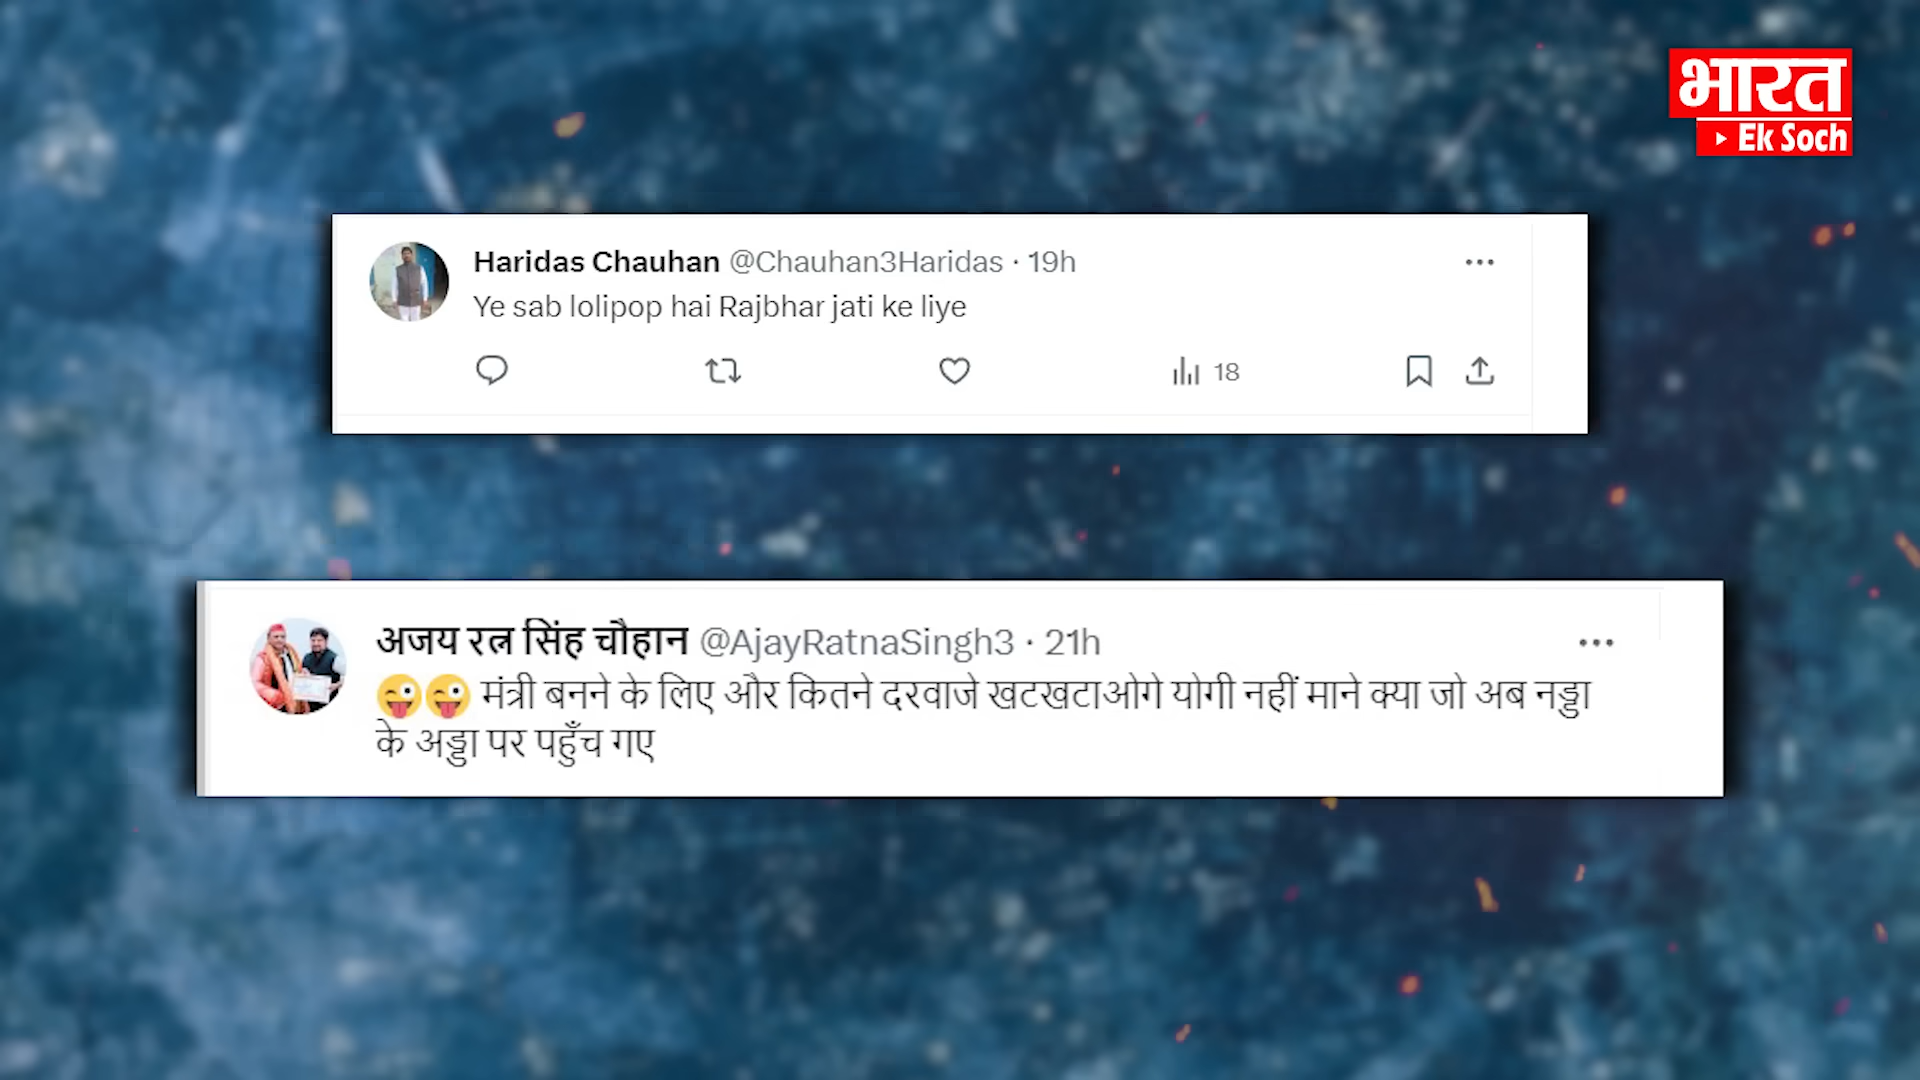 भारत
Ek Soch
Haridas Chauhan @Chauhan3Haridas · 19h
Ye sab lolipop hai Rajbhar jati ke liye
18
अजय रत्न सिंह चौहान @AjayRatnaSingh3 · 21h
😜😜 मंत्री बनने के लिए और कितने दरवाजे खटखटाओगे योगी नहीं माने क्या जो अब नड्डा
के अड्डा पर पहुँच गए